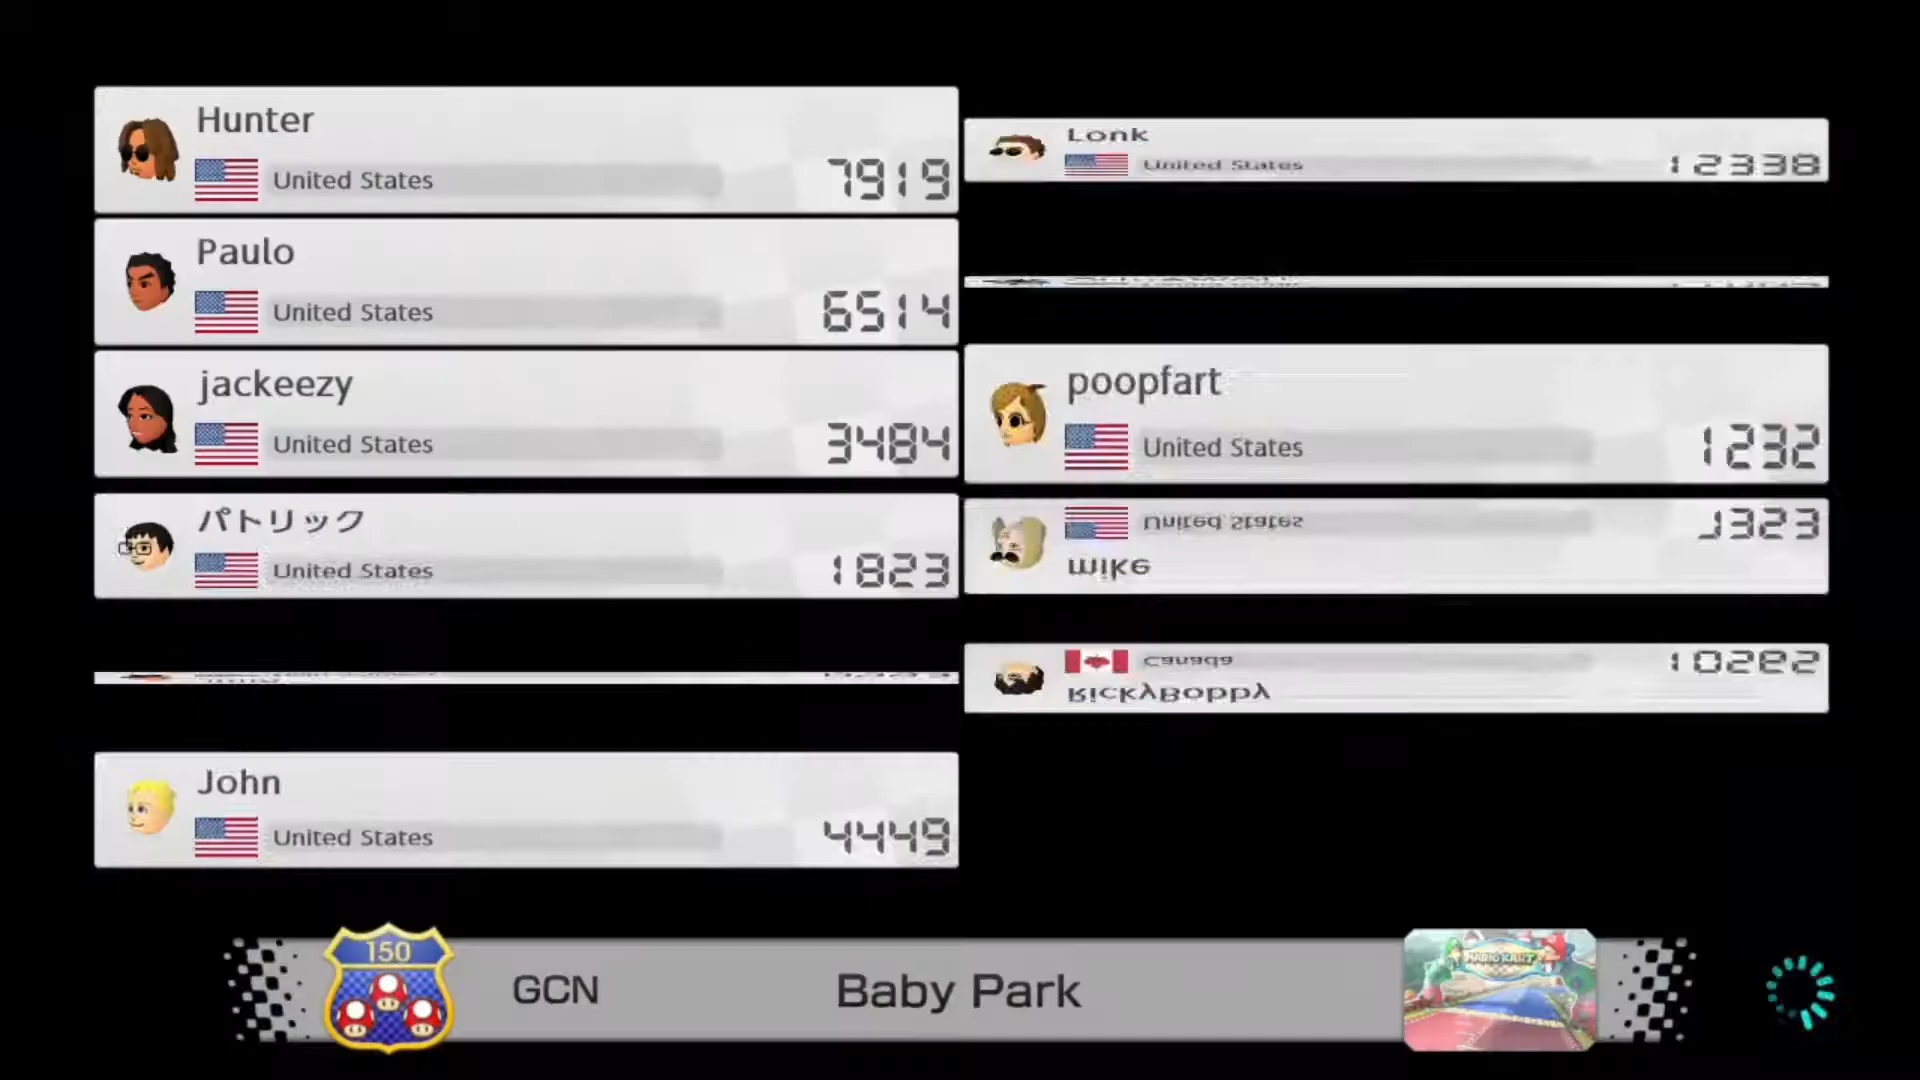 Hunter
United States
7919
Paulo
United States
6514
jackeezy
United States
3484
パトリック
United States
1823
John
United States
4449
Lonk
United States
12338
poopfart
United States
1232
United States
mike
Canada
RickyBobby
150
GCN
Baby Park
MARIO KART